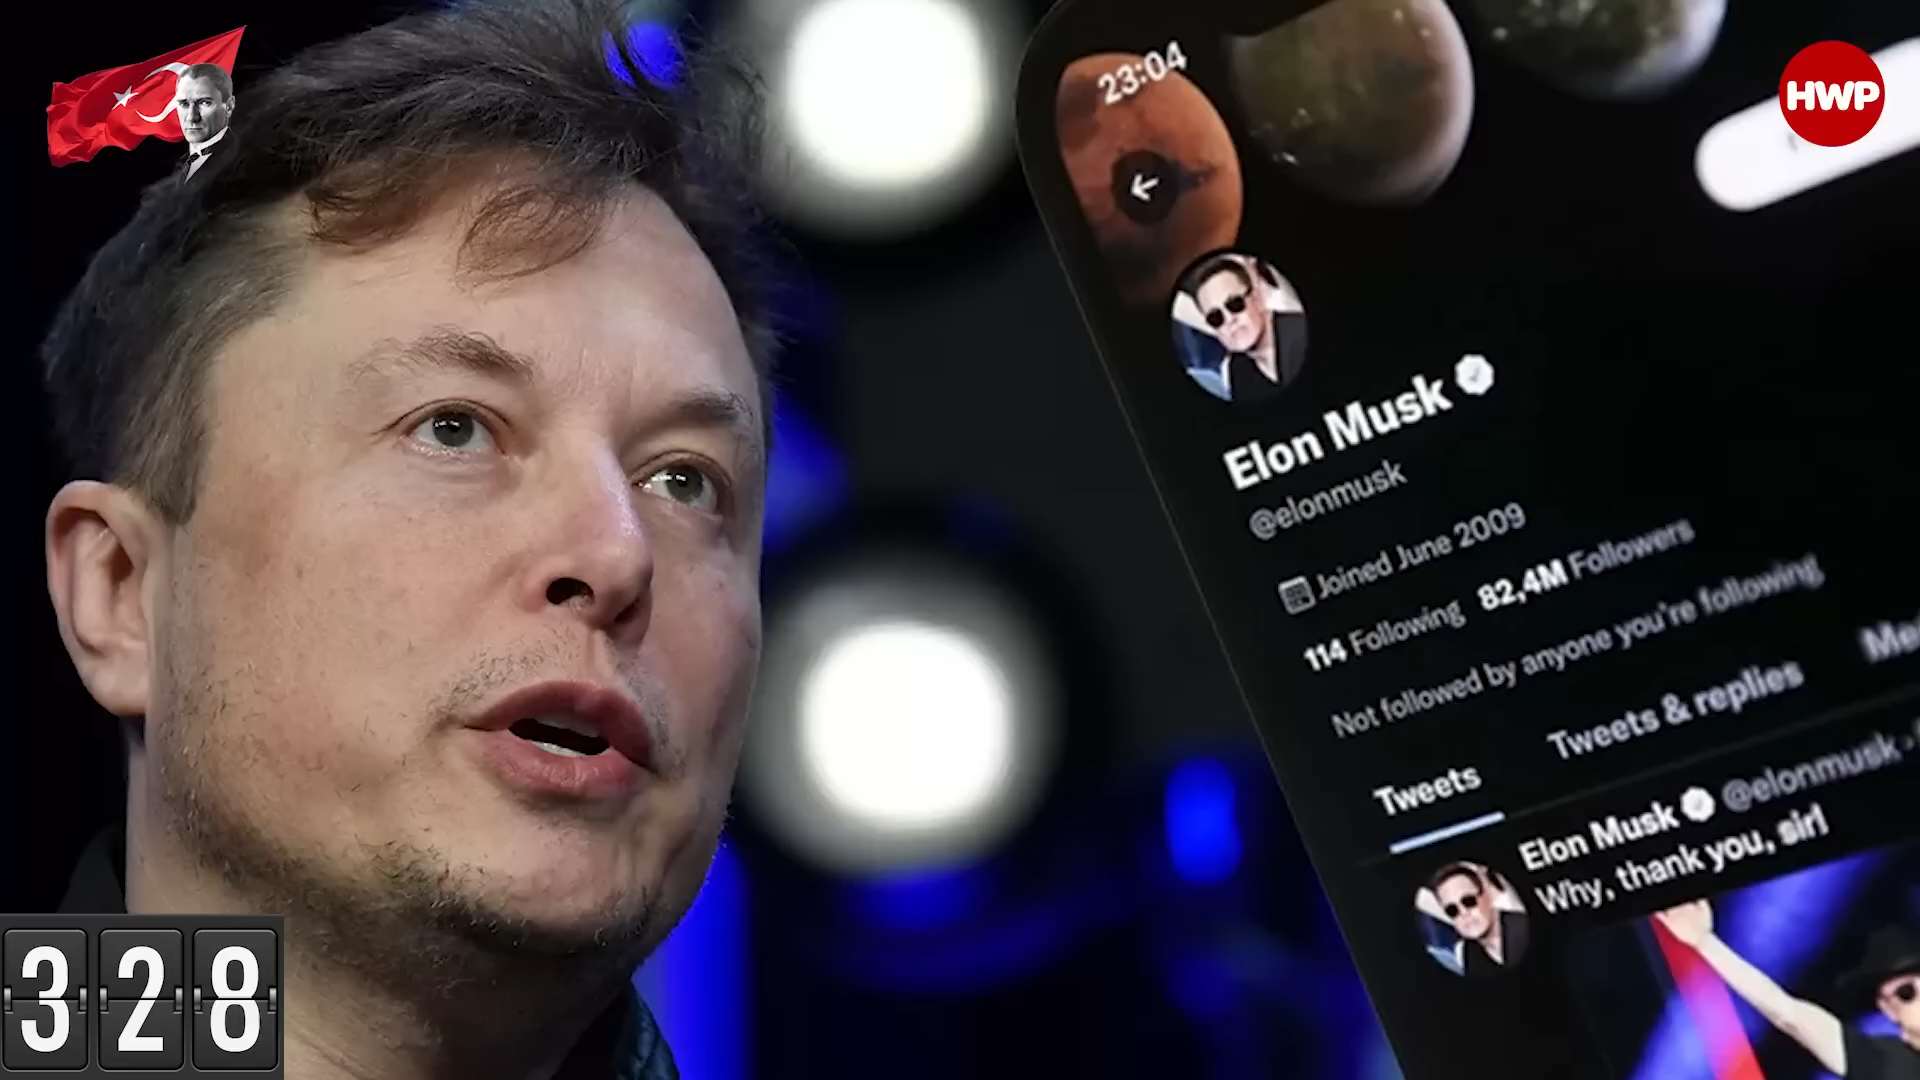 HWP
23:04
Elon Musk
@elonmusk
Joined June 2009
114 Following 82,4M Followers
Not followed by anyone you're following
Tweets Tweets & replies
Elon Musk @elonmusk
Why, thank you, sir!
328